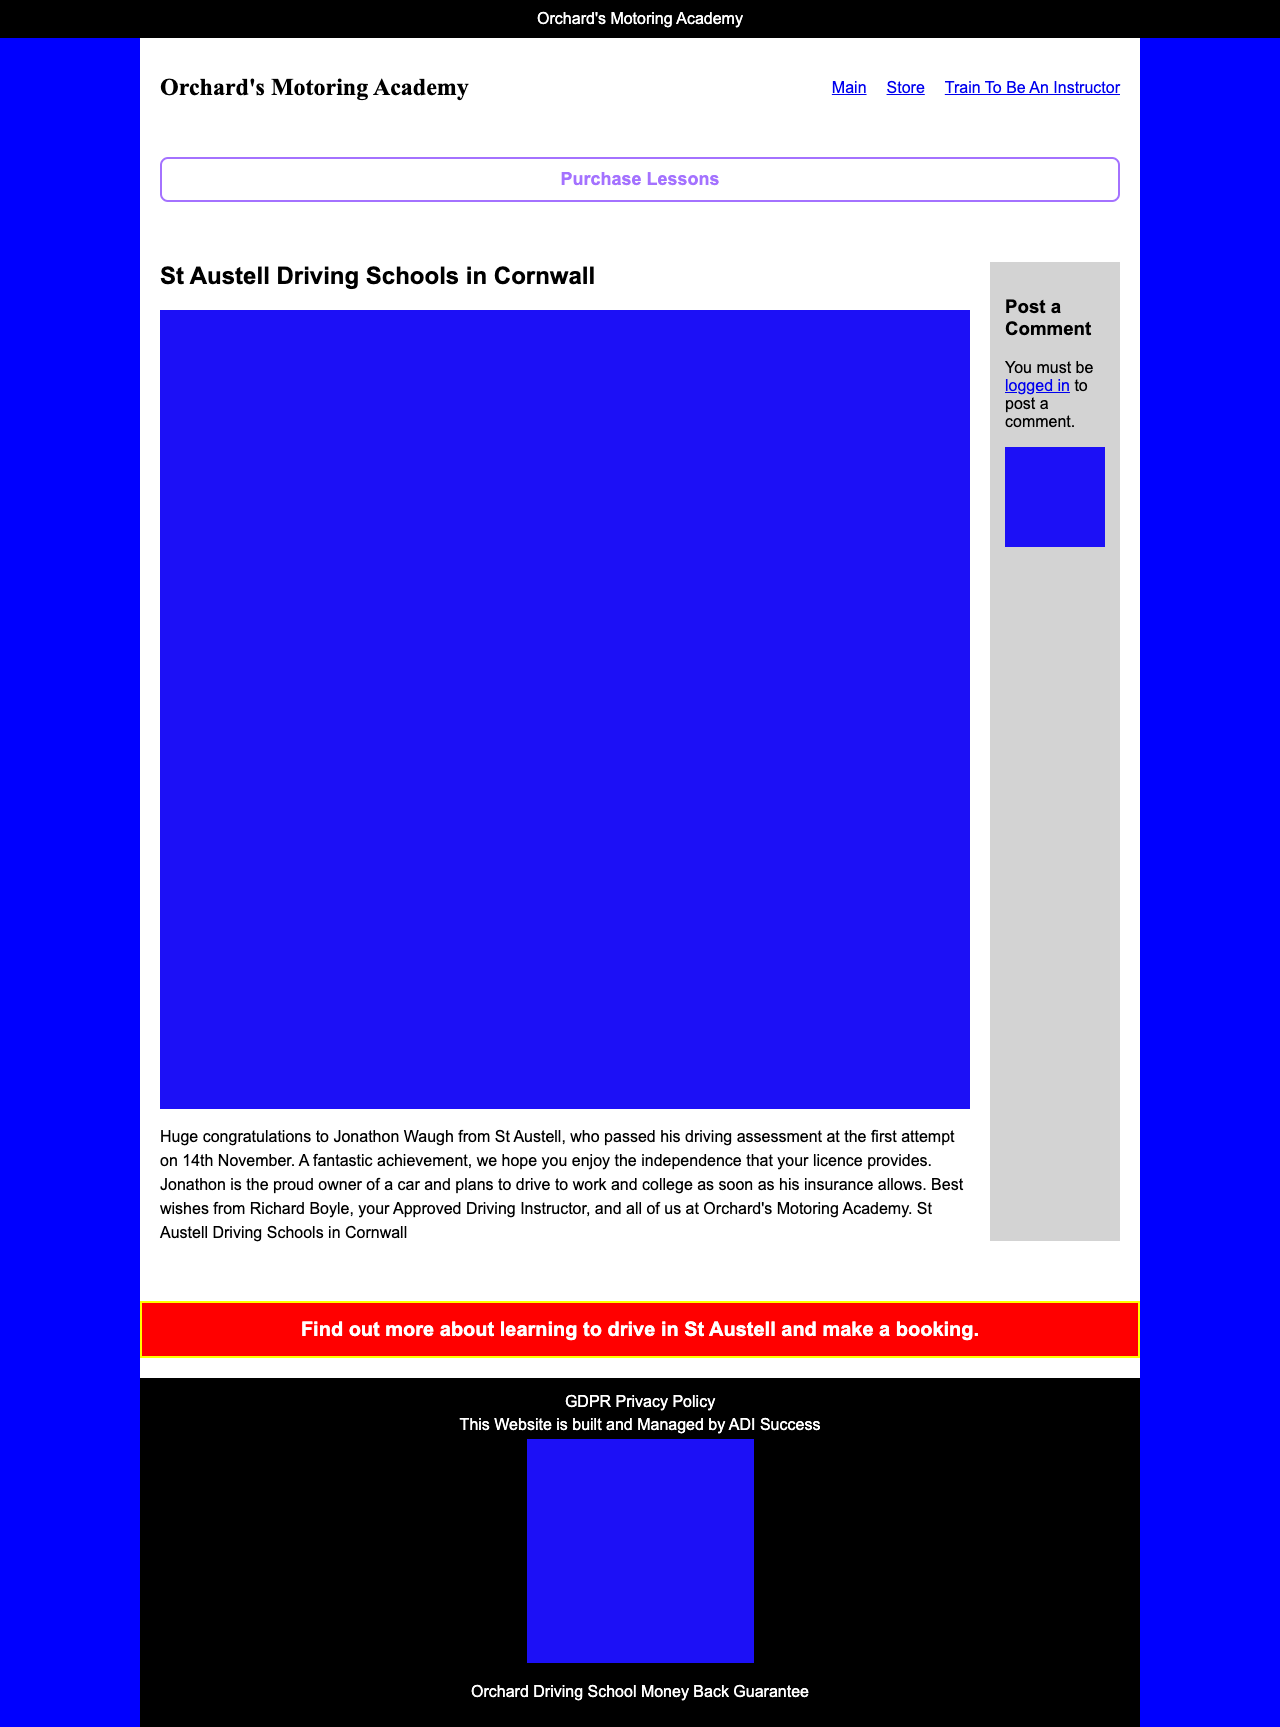 Orchard's Motoring Academy
Orchard's Motoring Academy
Main Store Train To Be An Instructor
Purchase Lessons
St Austell Driving Schools in Cornwall
Huge congratulations to Jonathon Waugh from St Austell, who passed his driving assessment at the first attempt
on 14th November. A fantastic achievement, we hope you enjoy the independence that your licence provides.
Jonathon is the proud owner of a car and plans to drive to work and college as soon as his insurance allows. Best
wishes from Richard Boyle, your Approved Driving Instructor, and all of us at Orchard's Motoring Academy. St
Austell Driving Schools in Cornwall
Post a
Comment
You must be
logged in to
post a
comment.
Find out more about learning to drive in St Austell and make a booking.
GDPR Privacy Policy
This Website is built and Managed by ADI Success
Orchard Driving School Money Back Guarantee